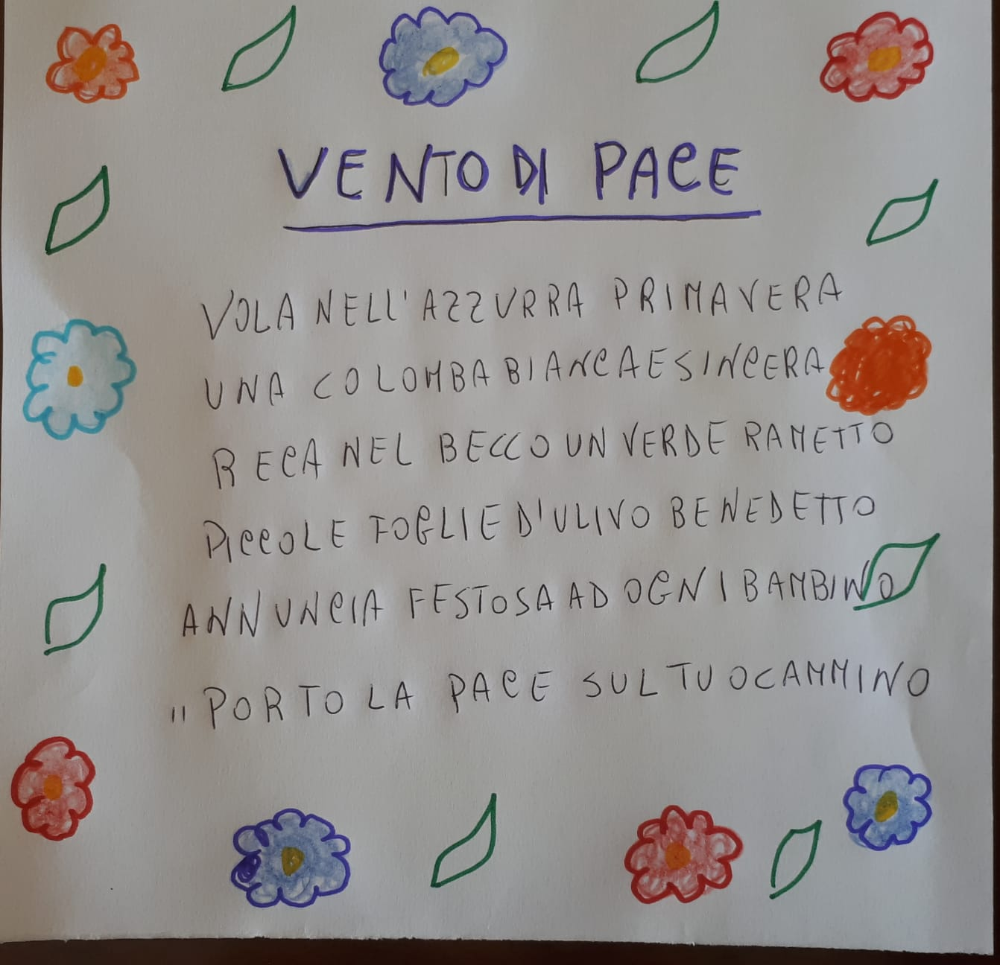 VENTO DI PACE
VOLA NELL'AZZURRA PRIMAVERA
UNA COLOMBA BIANCA E SINCERA
RECA NEL BECCO UN VERDE RAMETTO
PICCOLE FOGLIE D'ULIVO BENEDETTO
ANNUNCIA FESTOSA AD OGNI BAMBINO
"PORTO LA PACE SUL TUO CAMMINO